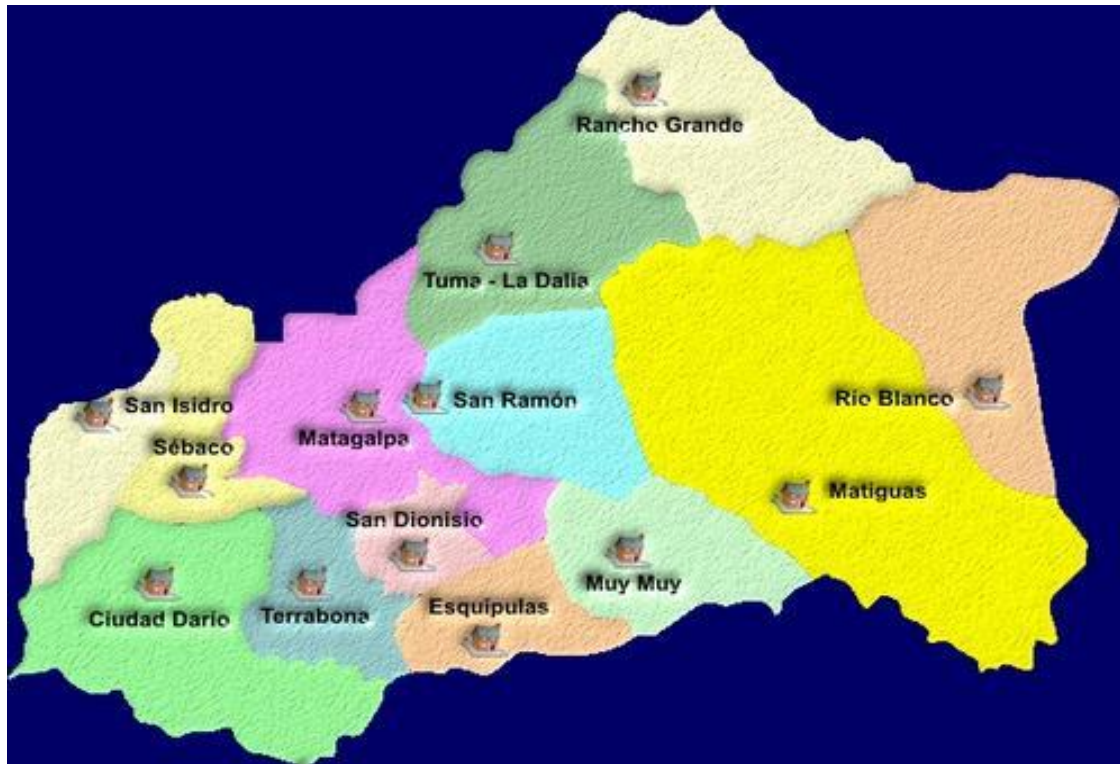 Rancho Grande
Tuma - La Dalia
San Isidro
San Ramón
Río Blanco
Matagalpa
Sébaco
Matiguas
San Dionisio
Muy Muy
Esquipulas
Ciudad Darío
Terrabona